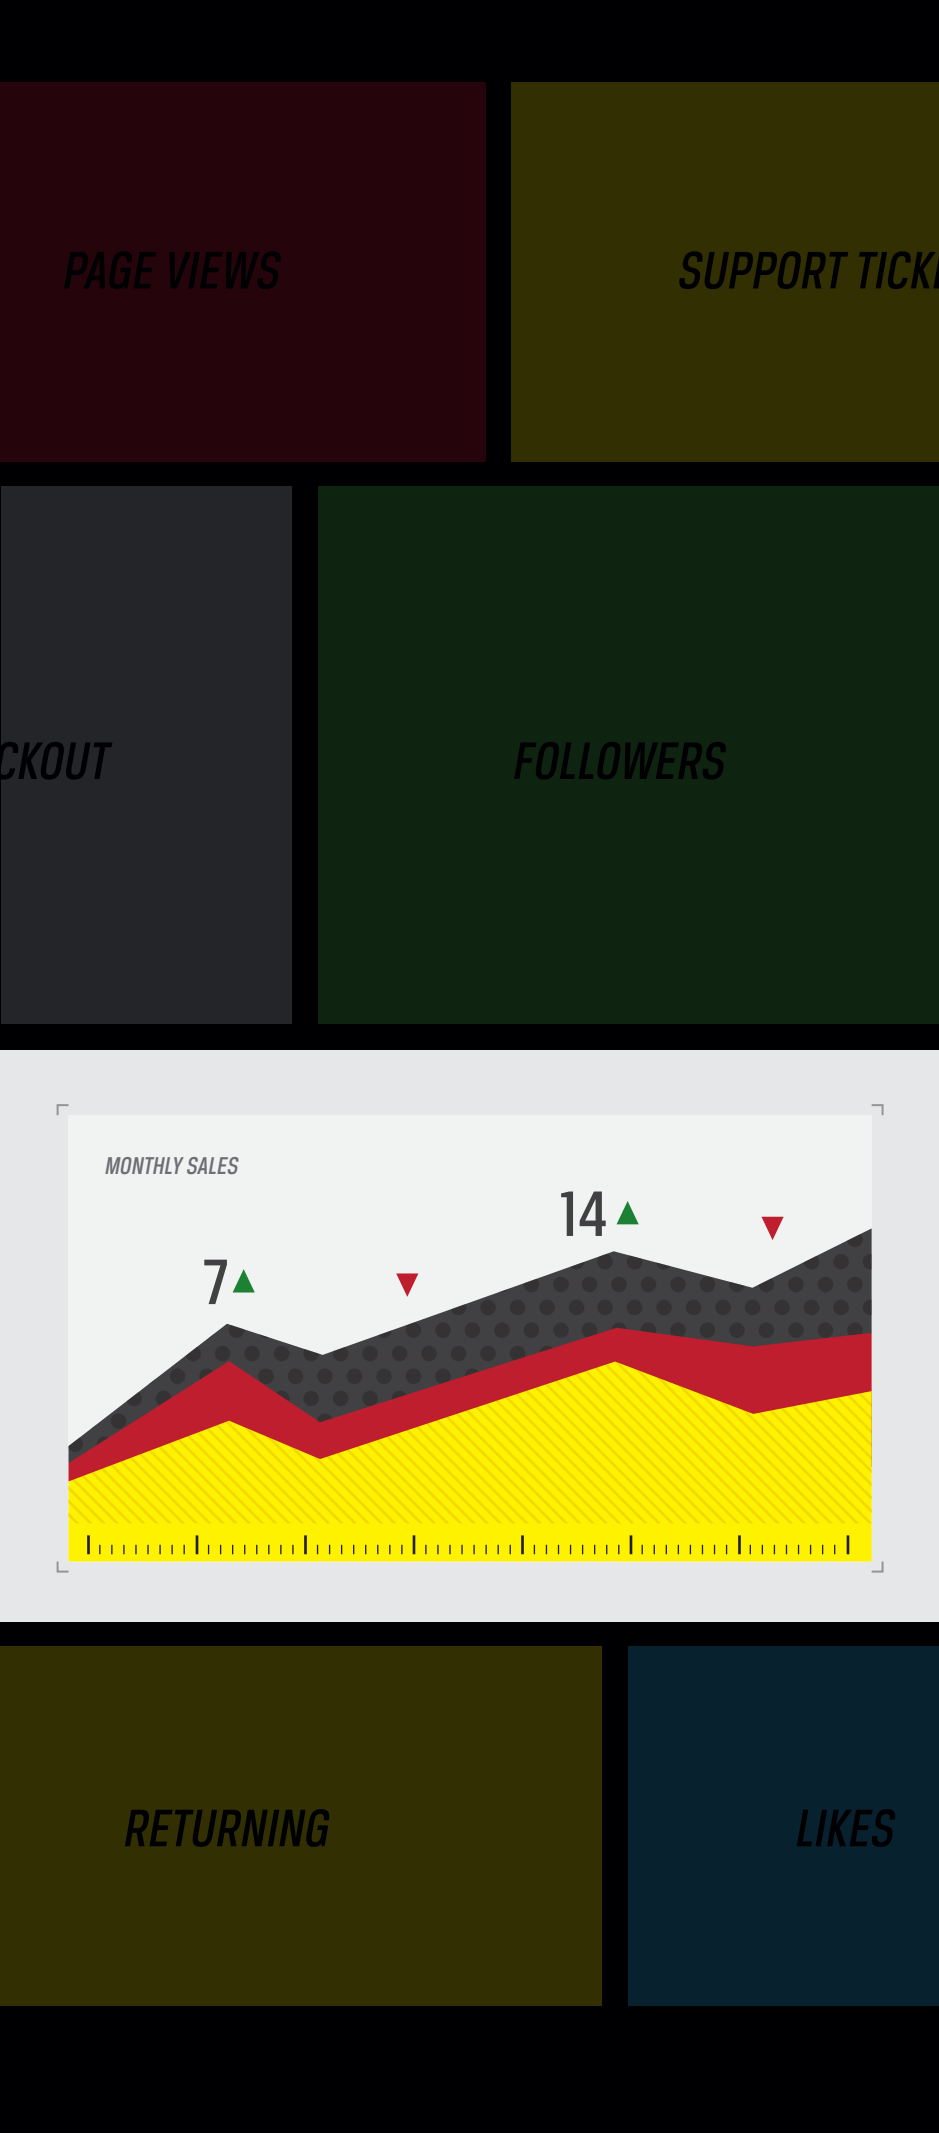 PAGE VIEWS
SUPPORT TICK
CKOUT
FOLLOWERS
MONTHLY SALES
14
7
RETURNING
LIKES